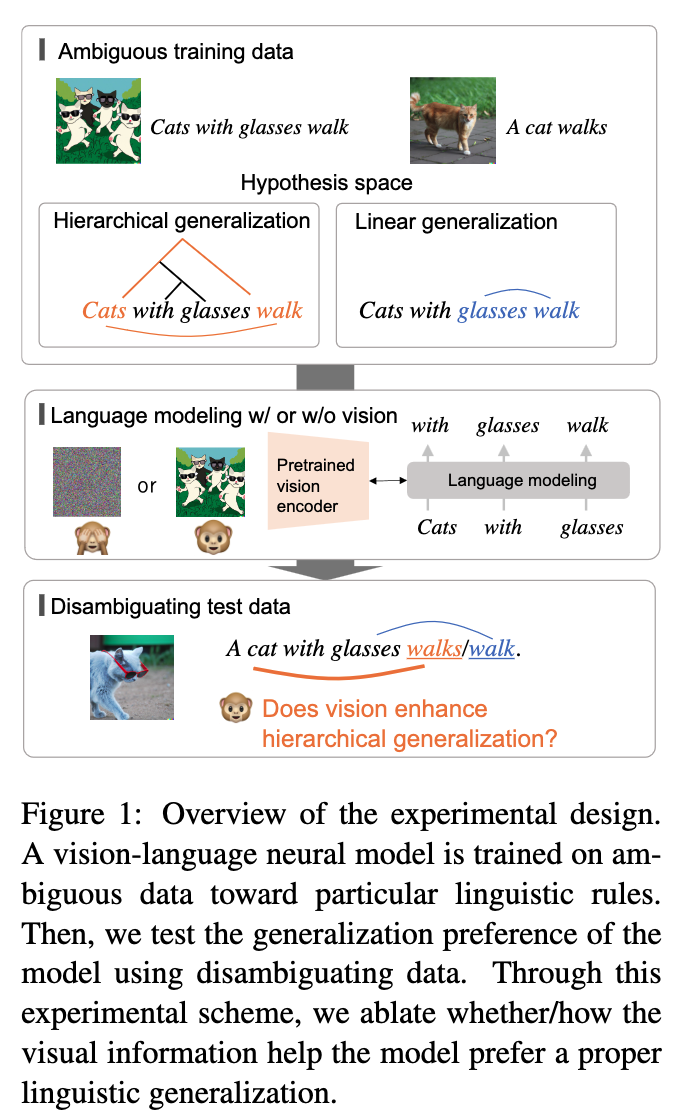 Ambiguous training data
Cats with glasses walk
A cat walks
Hypothesis space
Hierarchical generalization
Cats with glasses walk
Linear generalization
Cats with glasses walk
Language modeling w/ or w/o vision
or
Pretrained
vision
encoder
with glasses walk
Language modeling
Cats with glasses
Disambiguating test data
A cat with glasses walks/walk.
Does vision enhance
hierarchical generalization?
Figure 1: Overview of the experimental design.
A vision-language neural model is trained on am-
biguous data toward particular linguistic rules.
Then, we test the generalization preference of the
model using disambiguating data. Through this
experimental scheme, we ablate whether/how the
visual information help the model prefer a proper
linguistic generalization.